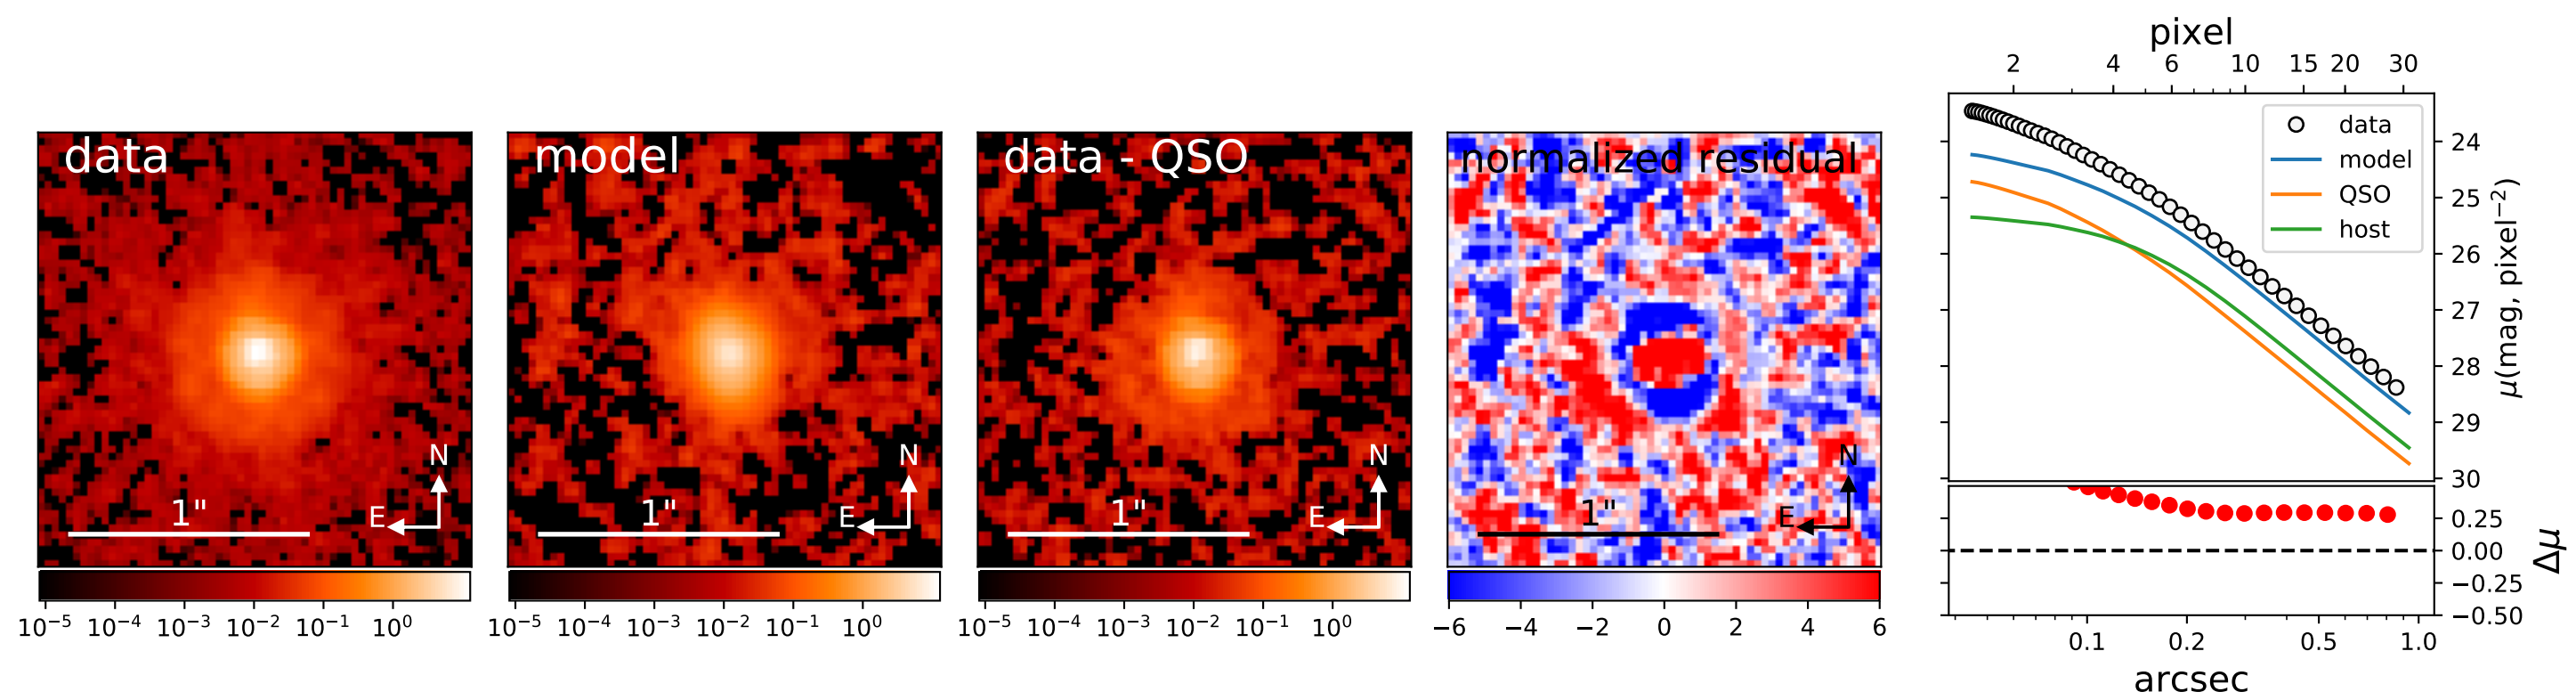 data
N
E
1"
10⁻⁵ 10⁻⁴ 10⁻³ 10⁻² 10⁻¹ 10⁰
model
N
E
1"
10⁻⁵ 10⁻⁴ 10⁻³ 10⁻² 10⁻¹ 10⁰
data - QSO
N
E
1"
10⁻⁵ 10⁻⁴ 10⁻³ 10⁻² 10⁻¹ 10⁰
normalized residual
N
E
1"
−6 −4 −2 0 2 4 6
pixel
2 4 6 10 15 20 30
data
model
QSO
host
24
25
26
27
28
29
30
μ(mag, pixel⁻²)
0.25
0.00
−0.25
−0.50
Δμ
0.1 0.2 0.5 1.0
arcsec